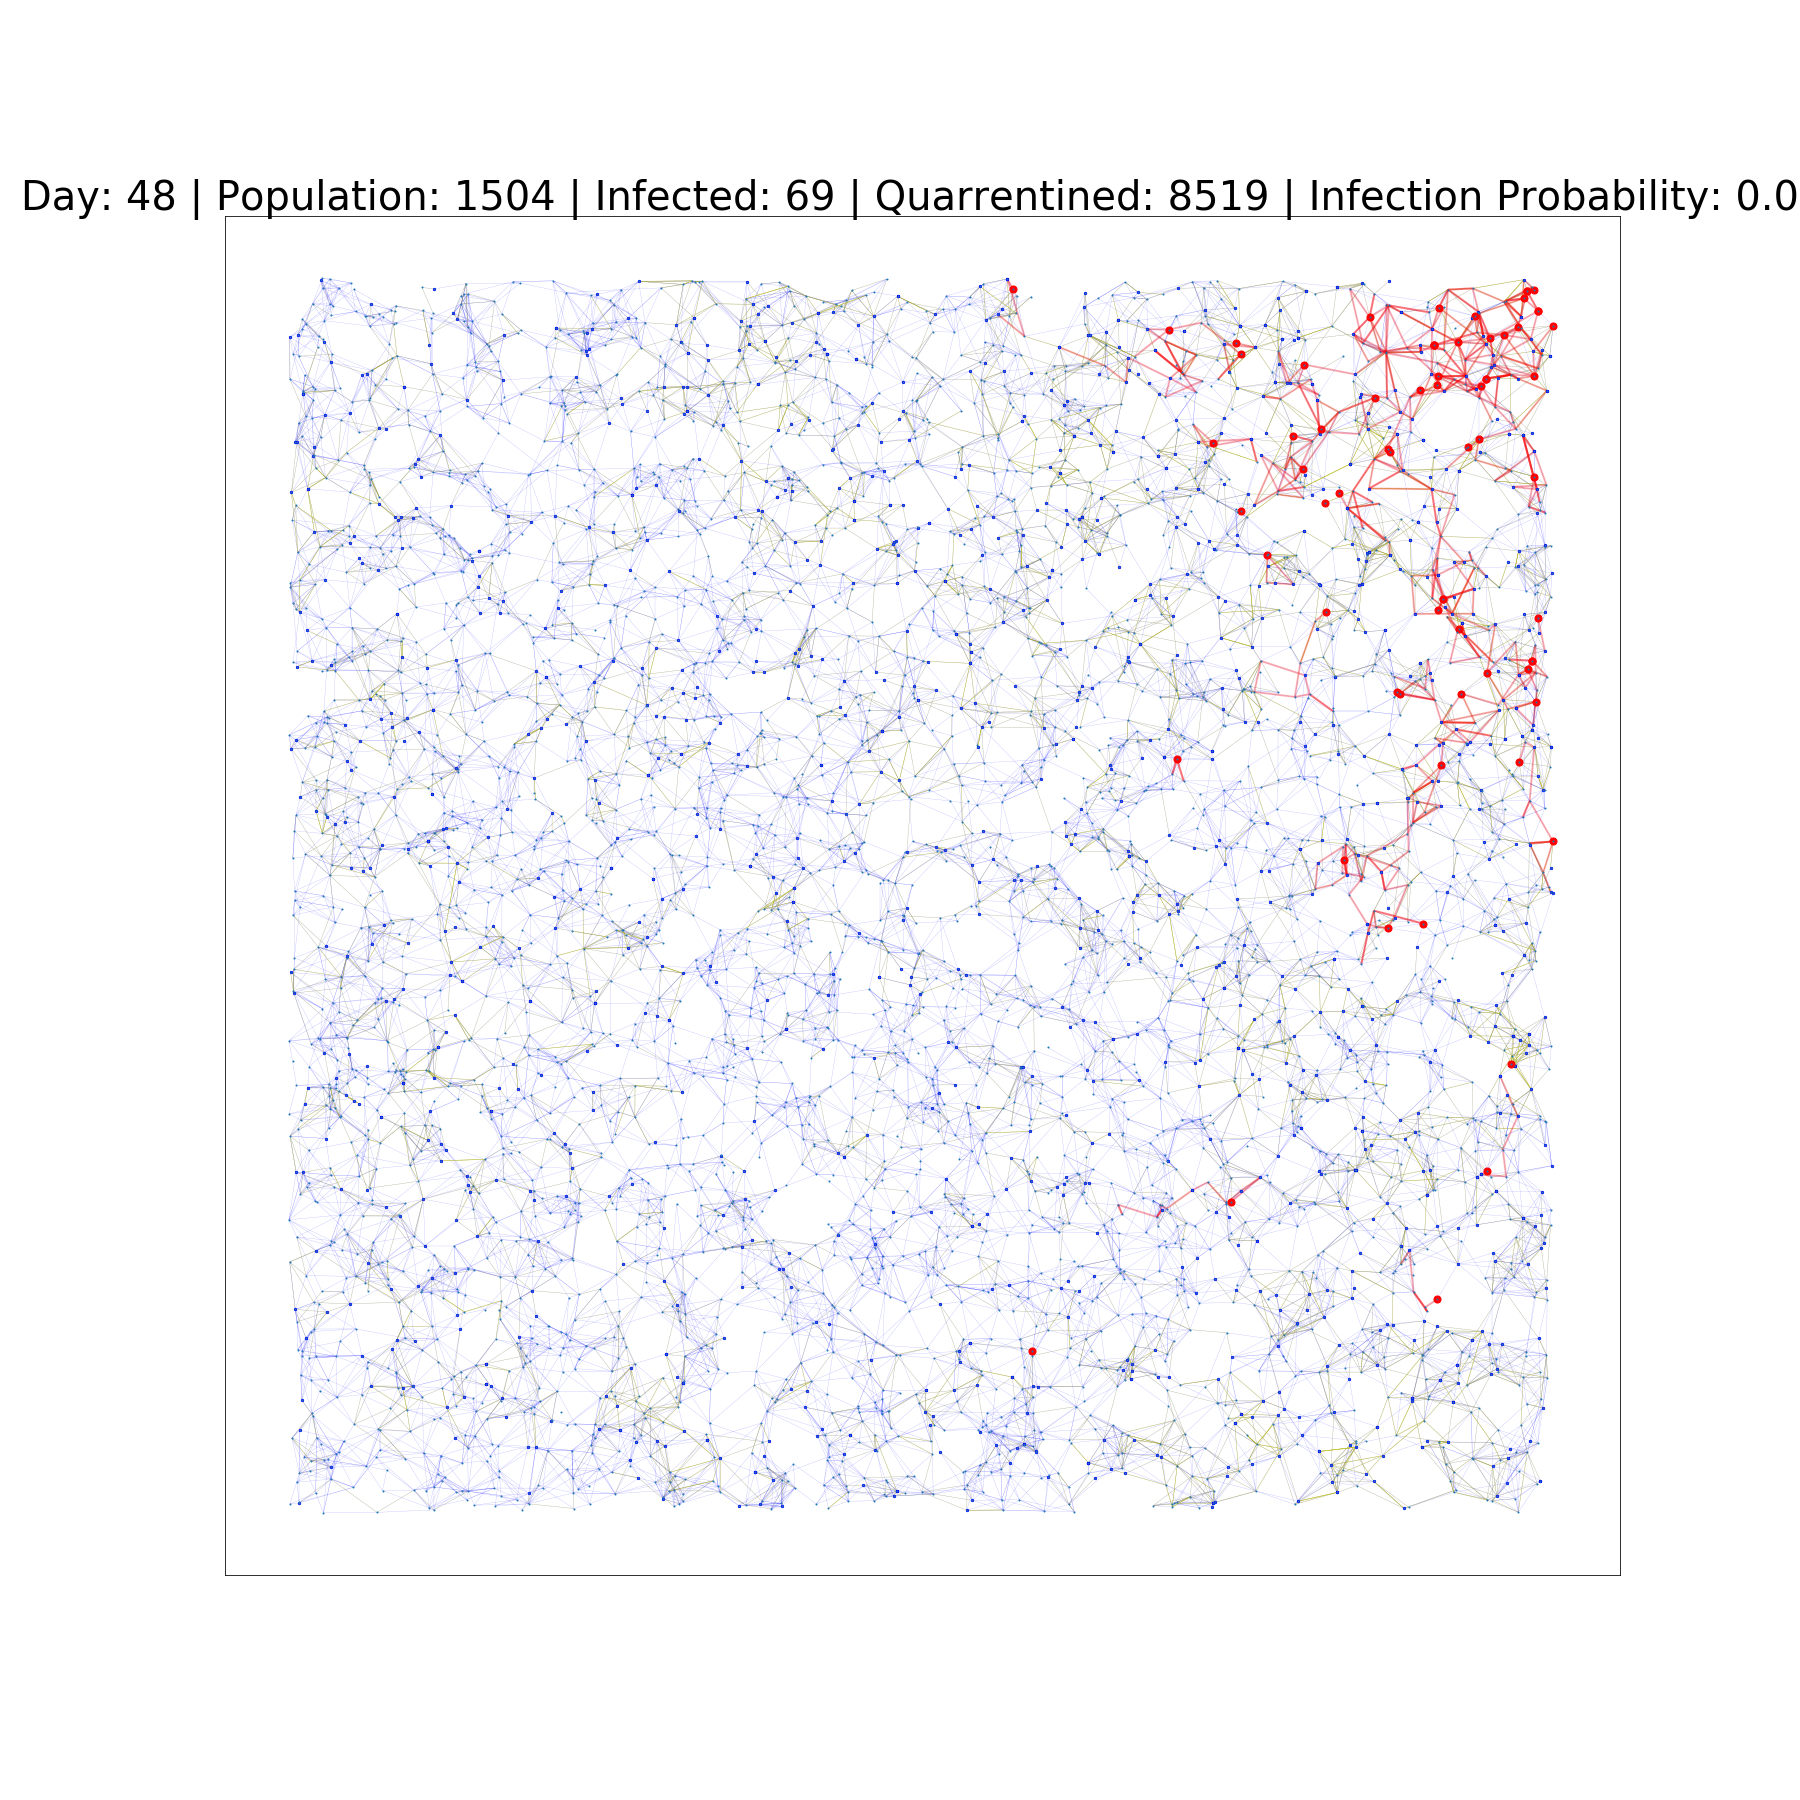 Day: 48 | Population: 1504 | Infected: 69 | Quarrentined: 8519 | Infection Probability: 0.0